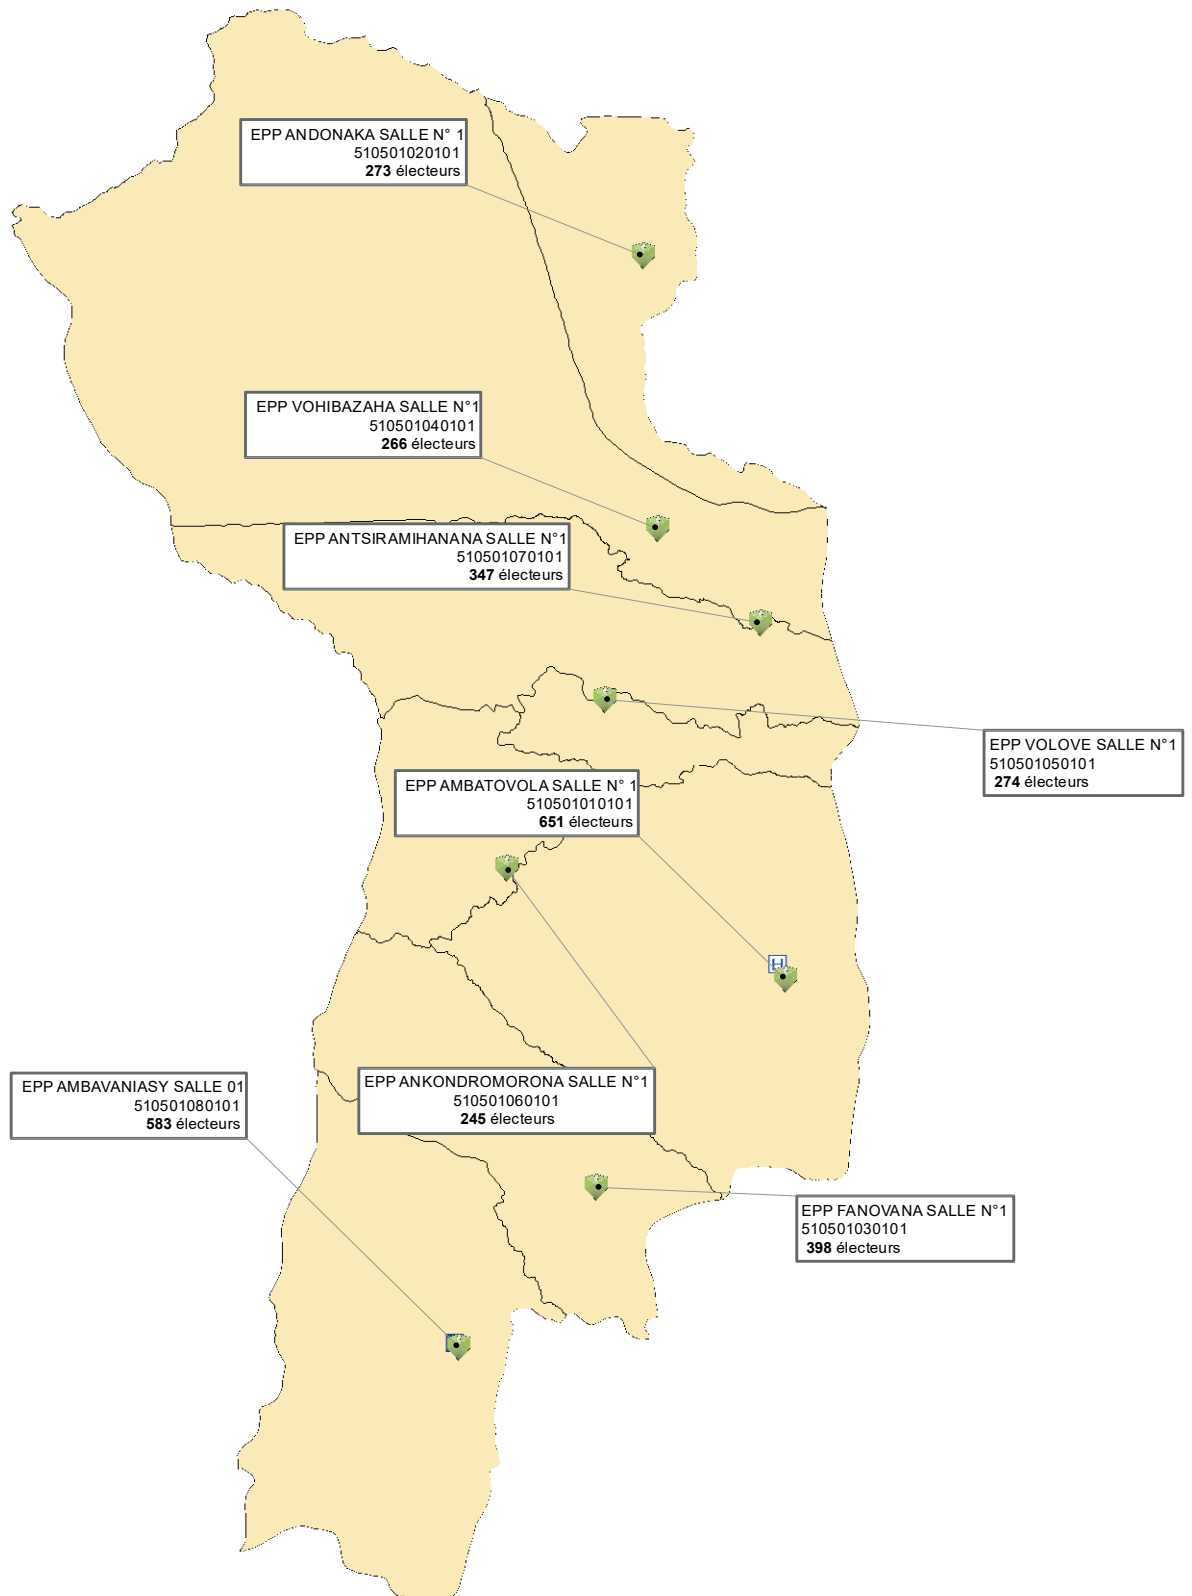 EPP ANDONAKA SALLE N° 1
510501020101
273 électeurs
EPP VOHIBAZAHA SALLE N°1
510501040101
266 électeurs
EPP ANTSIRAMIHANANA SALLE N°1
510501070101
347 électeurs
EPP VOLOVE SALLE N°1
510501050101
274 électeurs
EPP AMBATOVOLA SALLE N° 1
510501010101
651 électeurs
H
EPP ANKONDROMORONA SALLE N°1
510501060101
245 électeurs
EPP AMBAVANIASY SALLE 01
510501080101
583 électeurs
EPP FANOVANA SALLE N°1
510501030101
398 électeurs